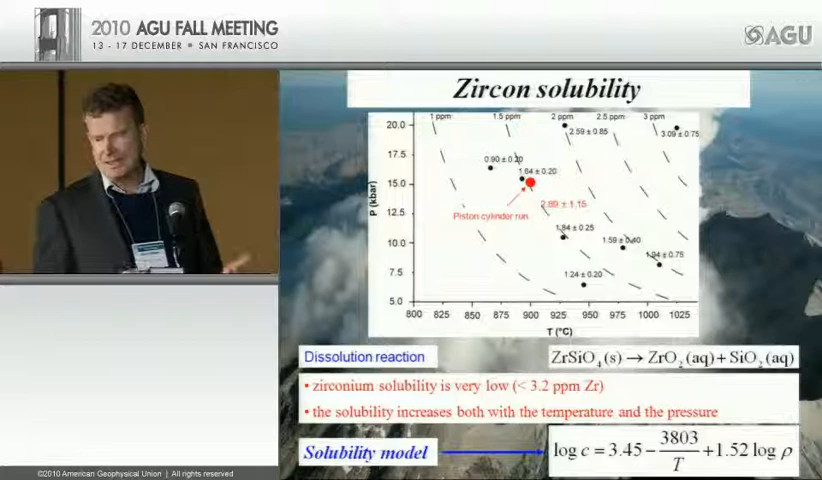 2010 AGU FALL MEETING
13 - 17 DECEMBER • SAN FRANCISCO
AGU
Zircon solubility
1 ppm 1.5 ppm 2 ppm 2.5 ppm 3 ppm
20.0
2.59 ± 0.85
3.09 ± 0.75
17.5
0.90 ± 0.20
1.64 ± 0.20
15.0
2.89 ± 1.15
Piston cylinder run
12.5
1.84 ± 0.25
10.0
1.59 ± 0.40
1.94 ± 0.75
7.5
1.24 ± 0.20
5.0
P (kbar)
800 825 850 875 900 925 950 975 1000 1025
T (°C)
Dissolution reaction
ZrSiO₄(s) → ZrO₂(aq) + SiO₂(aq)
• zirconium solubility is very low (< 3.2 ppm Zr)
• the solubility increases both with the temperature and the pressure
Solubility model
log c = 3.45 − 3803/T + 1.52 log ρ
©2010 American Geophysical Union | All rights reserved